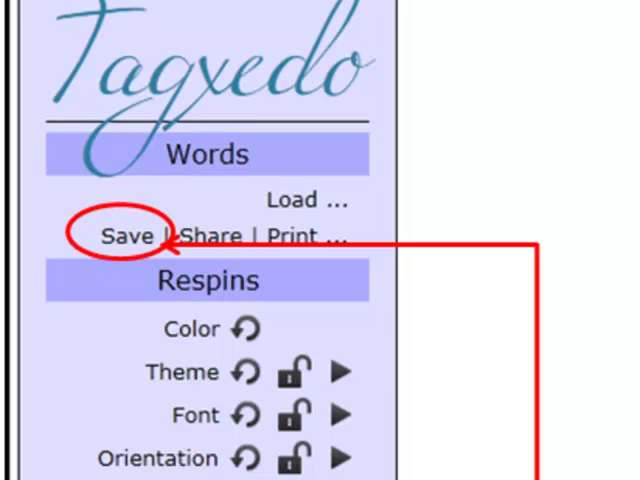 Tagxedo
Words
Load ...
Save | Share | Print ...
Respins
Color
Theme
Font
Orientation